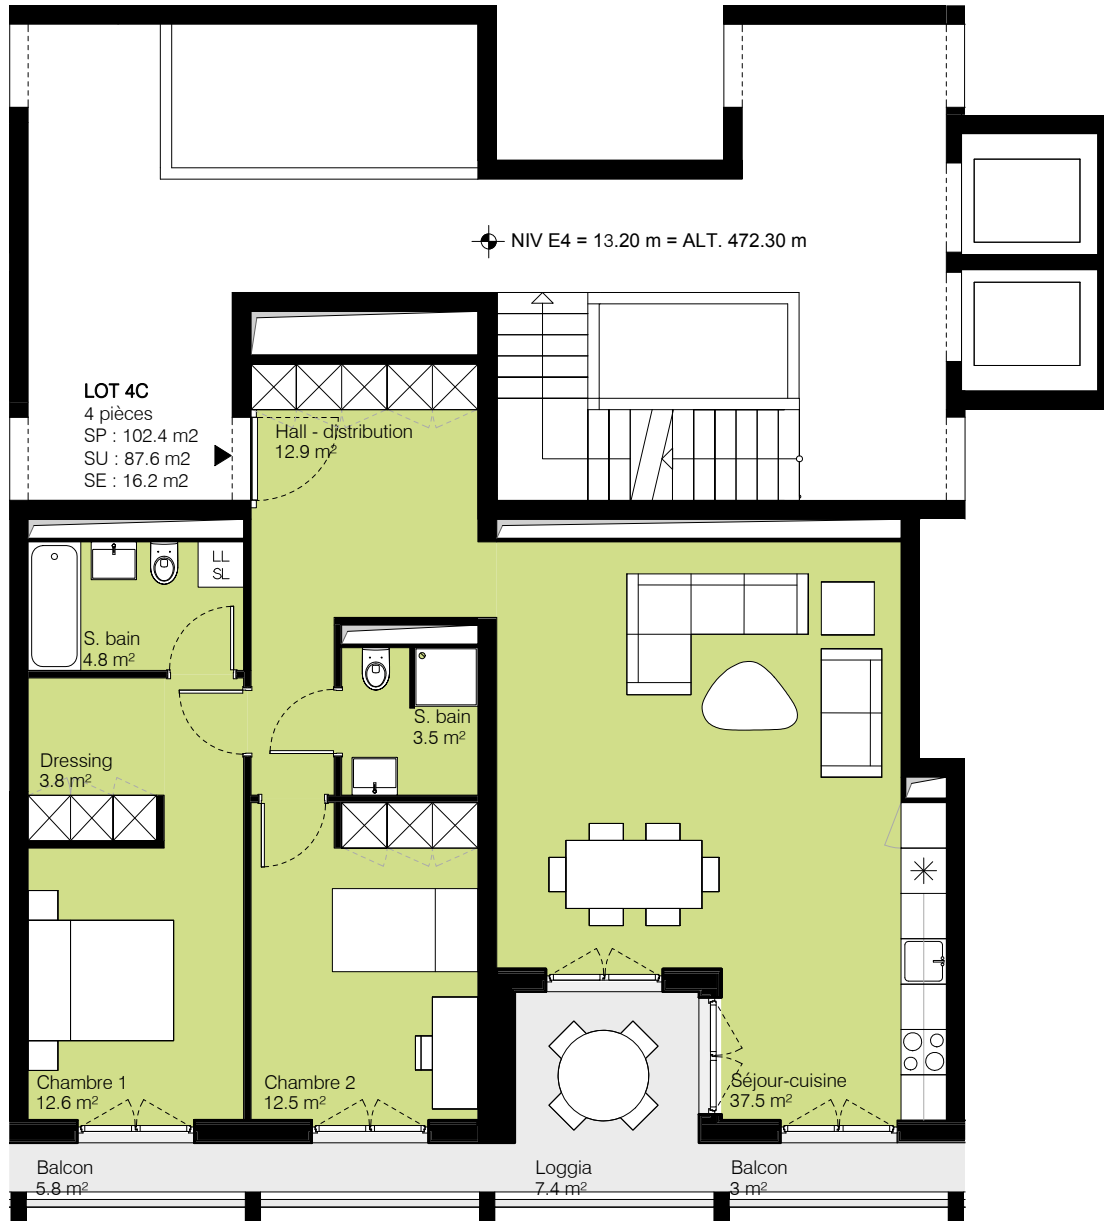 NIV E4 = 13.20 m = ALT. 472.30 m
LOT 4C
4 pièces
SP : 102.4 m2
SU : 87.6 m2
SE : 16.2 m2
Hall - distribution
12.9 m²
LL
SL
S. bain
4.8 m²
S. bain
3.5 m²
Dressing
3.8 m²
Chambre 1
12.6 m²
Chambre 2
12.5 m²
Séjour-cuisine
37.5 m²
Balcon
5.8 m²
Loggia
7.4 m²
Balcon
3 m²